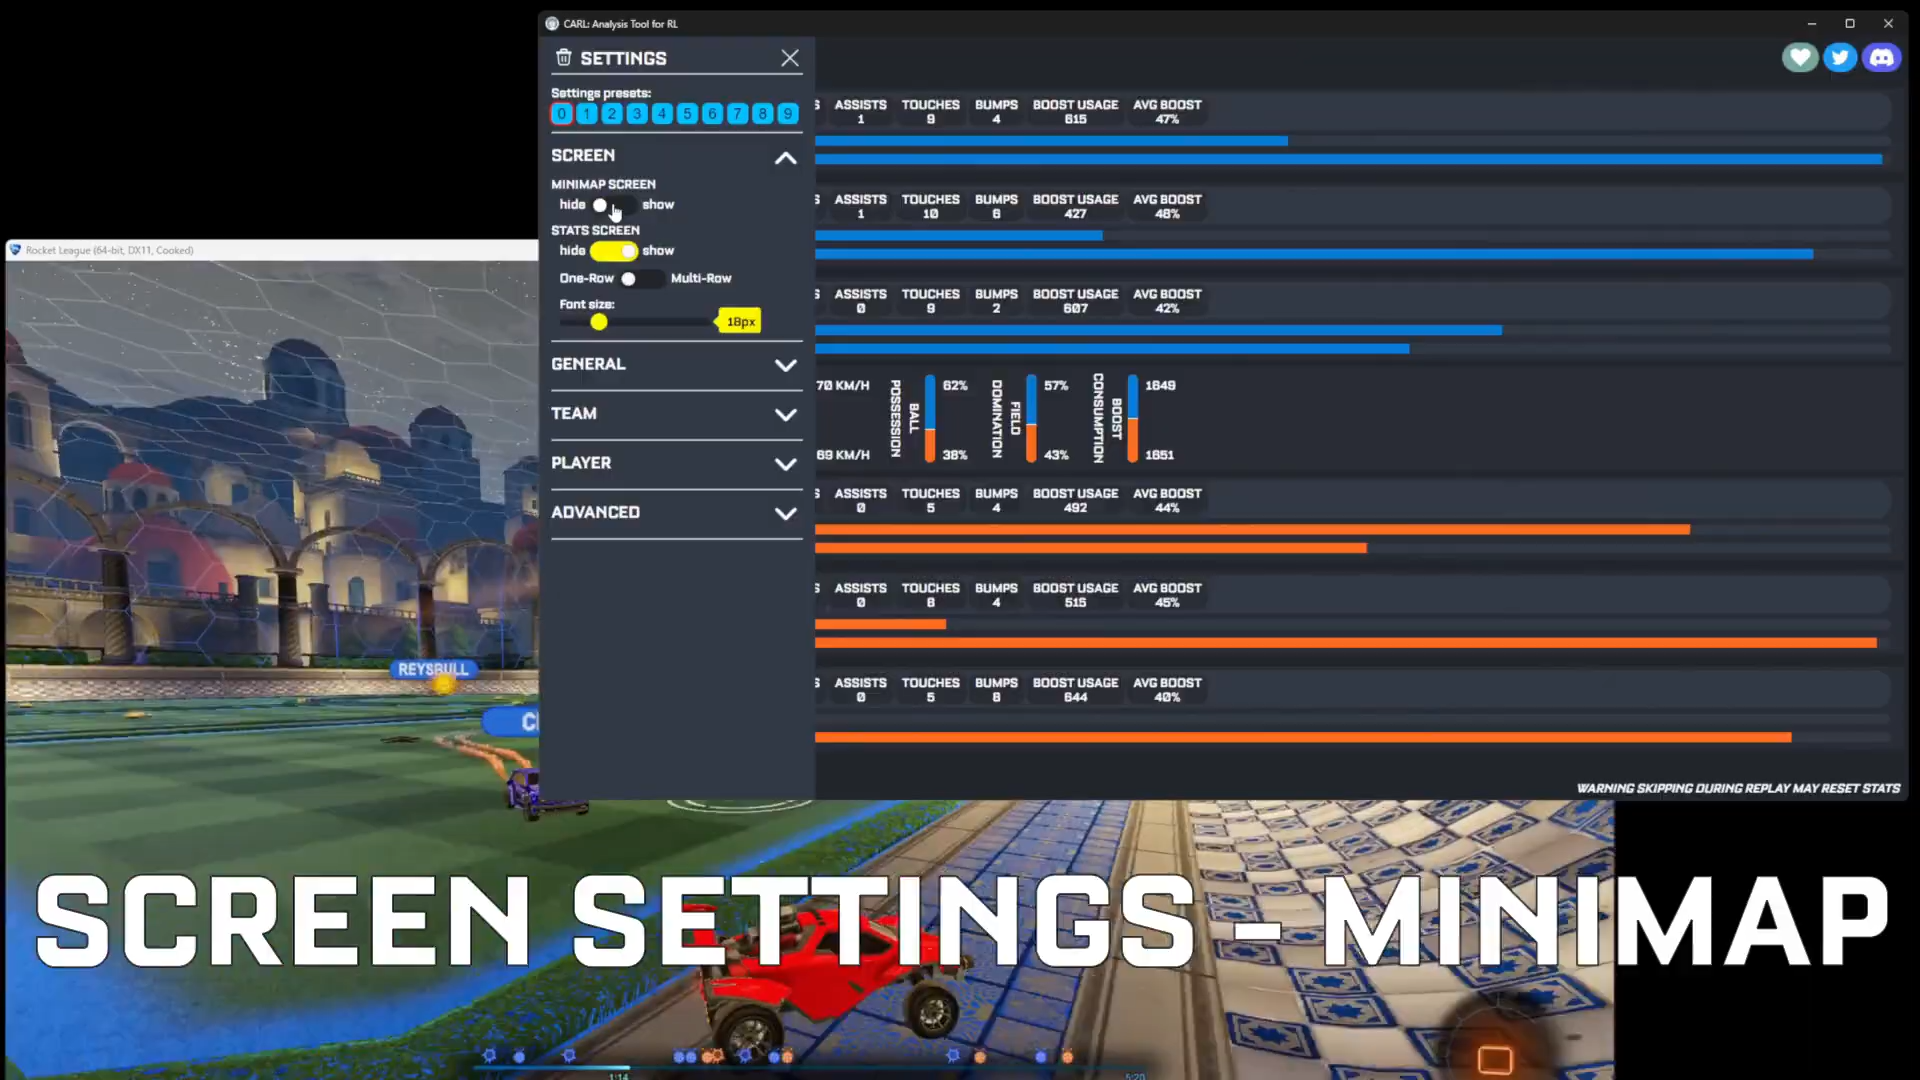 CARL: Analysis Tool for RL
SETTINGS
Settings presets:
0 1 2 3 4 5 6 7 8 9
SCREEN
MINIMAP SCREEN
hide show
STATS SCREEN
hide show
One-Row Multi-Row
Font size:
18px
GENERAL
TEAM
PLAYER
ADVANCED
S ASSISTS TOUCHES BUMPS BOOST USAGE AVG BOOST
1 9 4 615 47%
S ASSISTS TOUCHES BUMPS BOOST USAGE AVG BOOST
1 10 6 427 48%
S ASSISTS TOUCHES BUMPS BOOST USAGE AVG BOOST
0 9 2 607 42%
70 KM/H
69 KM/H
POSSESSION
BALL
62%
38%
DOMINATION
FIELD
57%
43%
CONSUMPTION
BOOST
1649
1651
S ASSISTS TOUCHES BUMPS BOOST USAGE AVG BOOST
0 5 4 492 44%
S ASSISTS TOUCHES BUMPS BOOST USAGE AVG BOOST
0 8 4 515 45%
S ASSISTS TOUCHES BUMPS BOOST USAGE AVG BOOST
0 5 8 644 40%
WARNING SKIPPING DURING REPLAY MAY RESET STATS
Rocket League (64-bit, DX11, Cooked)
REYSBULL
SCREEN SETTINGS - MINIMAP
1:14
5:20